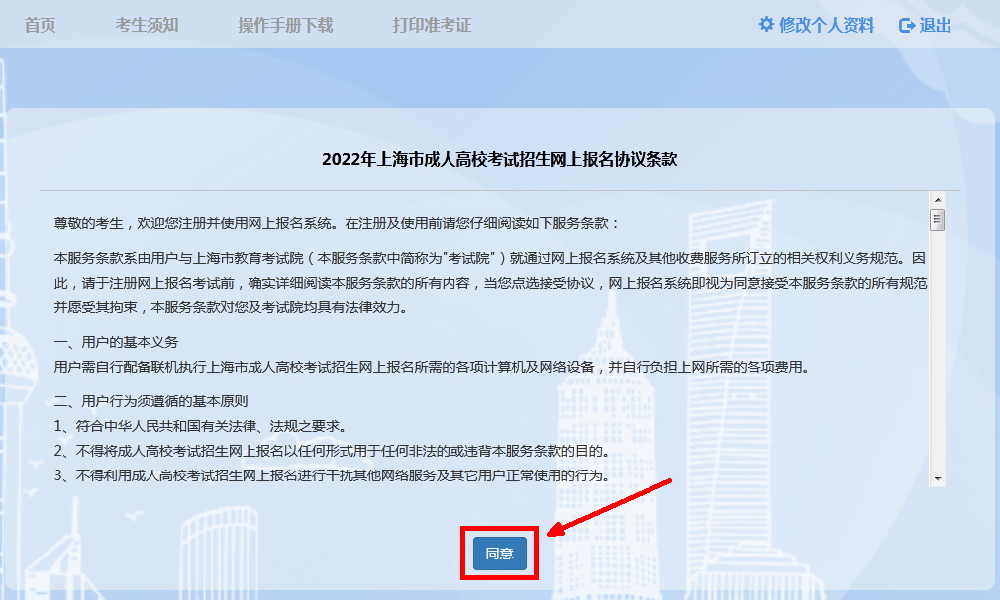 首页 考生须知 操作手册下载 打印准考证 修改个人资料 退出
2022年上海市成人高校考试招生网上报名协议条款
尊敬的考生，欢迎您注册并使用网上报名系统。在注册及使用前请您仔细阅读如下服务条款：
本服务条款系由用户与上海市教育考试院（本服务条款中简称为"考试院"）就通过网上报名系统及其他收费服务所订立的相关权利义务规范。因
此，请于注册网上报名考试前，确实详细阅读本服务条款的所有内容，当您点选接受协议，网上报名系统即视为同意接受本服务条款的所有规范
并愿受其拘束，本服务条款对您及考试院均具有法律效力。
一、用户的基本义务
用户需自行配备联机执行上海市成人高校考试招生网上报名所需的各项计算机及网络设备，并自行负担上网所需的各项费用。
二、用户行为须遵循的基本原则
1、符合中华人民共和国有关法律、法规之要求。
2、不得将成人高校考试招生网上报名以任何形式用于任何非法的或违背本服务条款的目的。
3、不得利用成人高校考试招生网上报名进行干扰其他网络服务及其它用户正常使用的行为。
同意